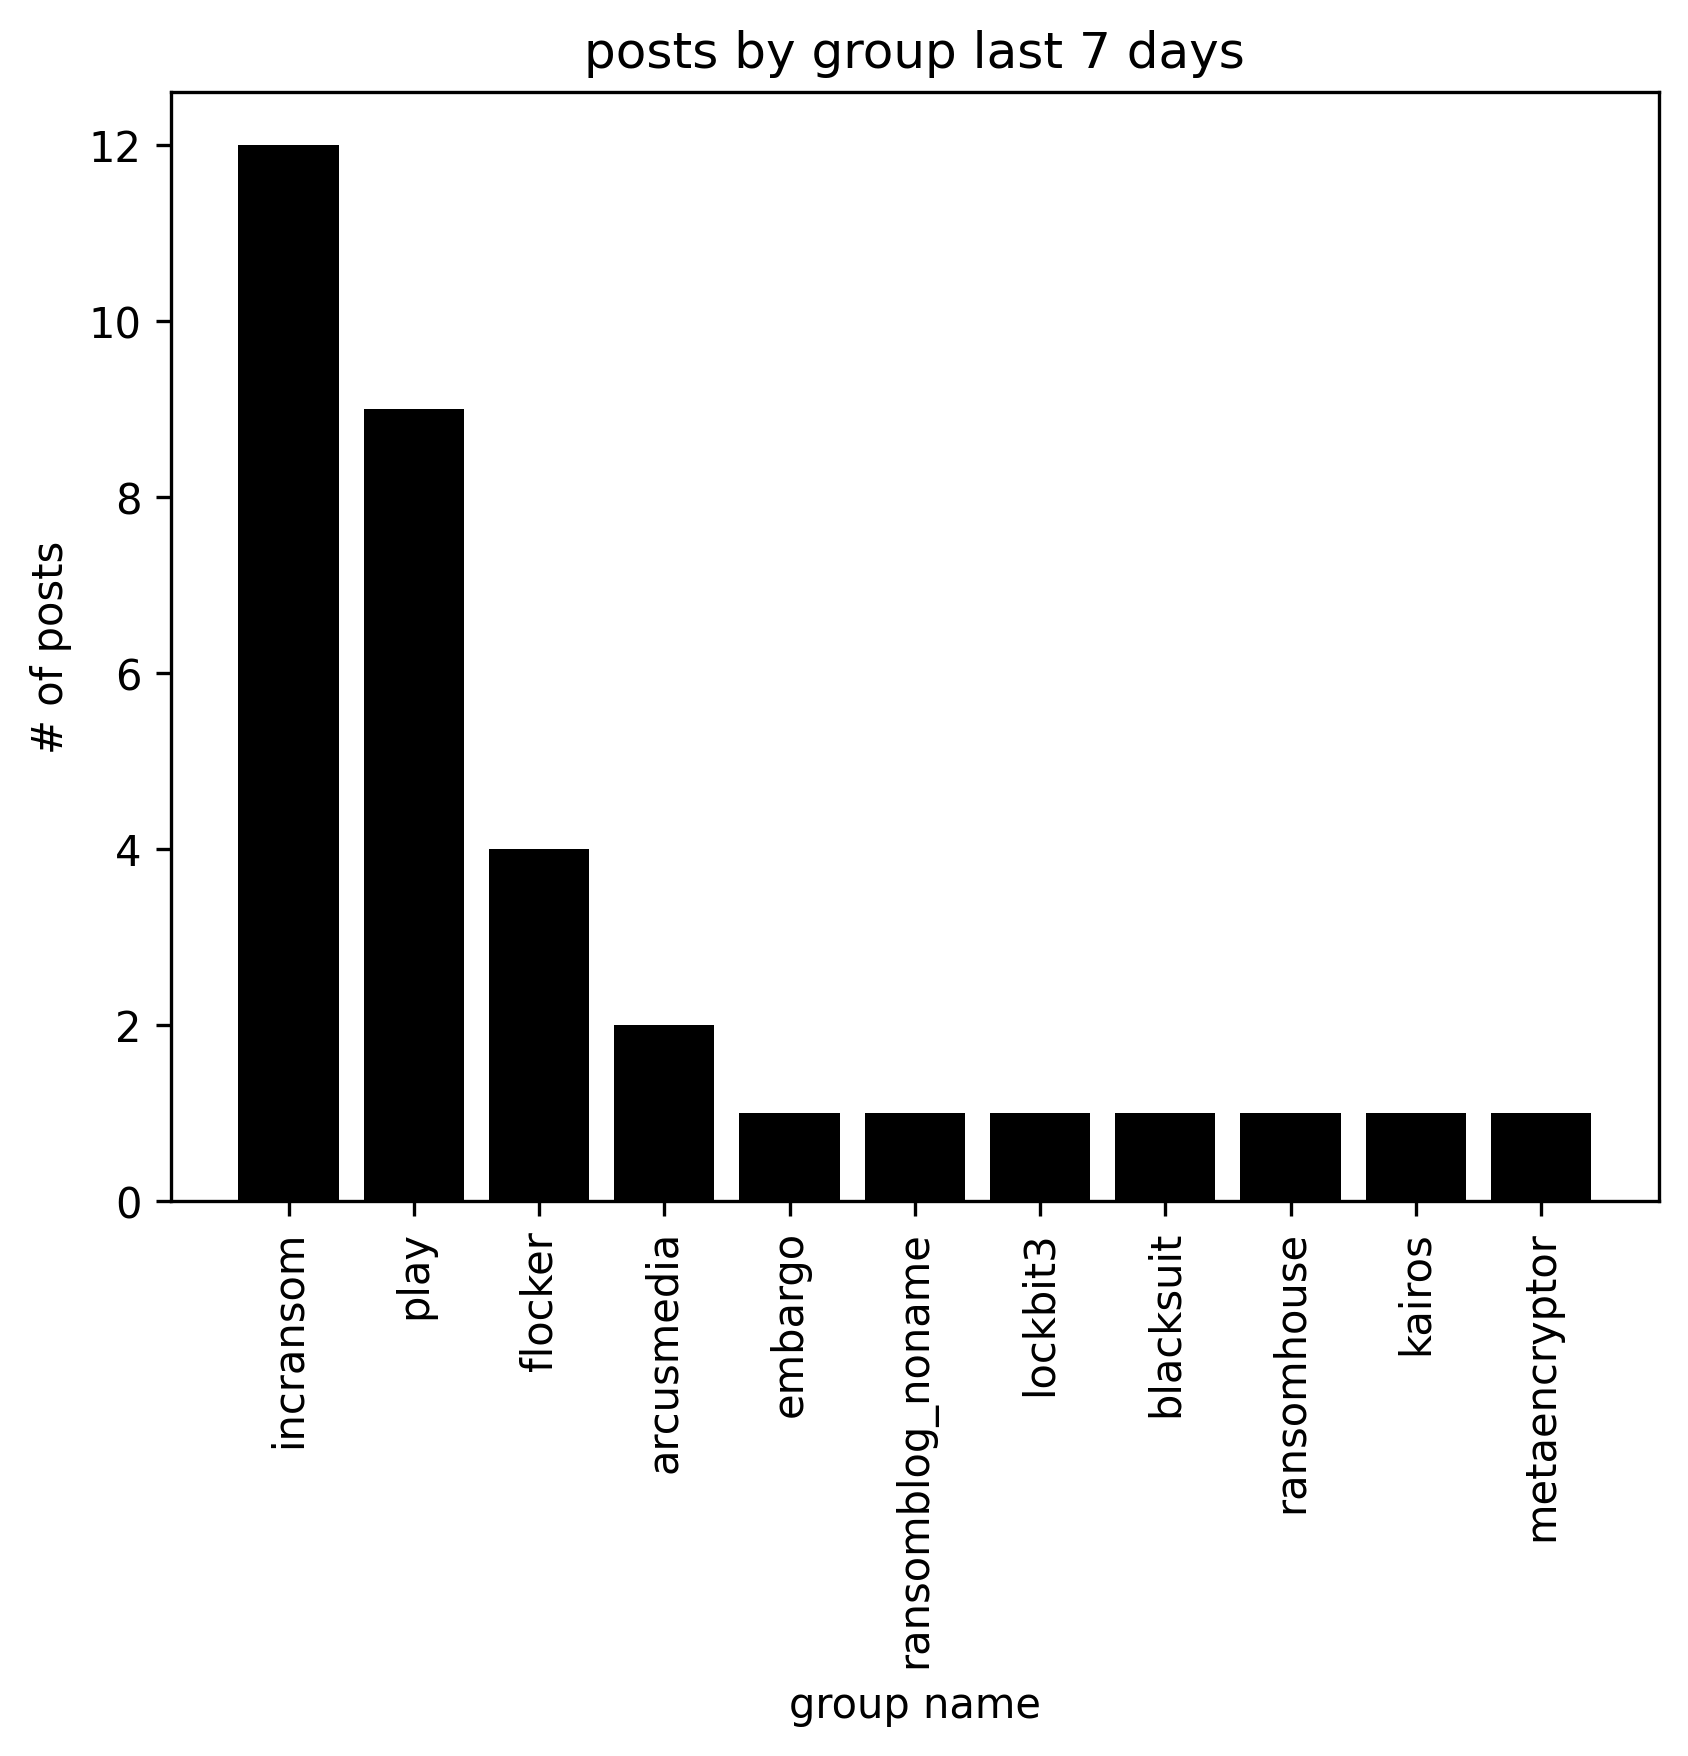 posts by group last 7 days
12
10
8
6
4
2
0
# of posts
incransom
play
flocker
arcusmedia
embargo
ransomblog_noname
lockbit3
blacksuit
ransomhouse
kairos
metaencryptor
group name